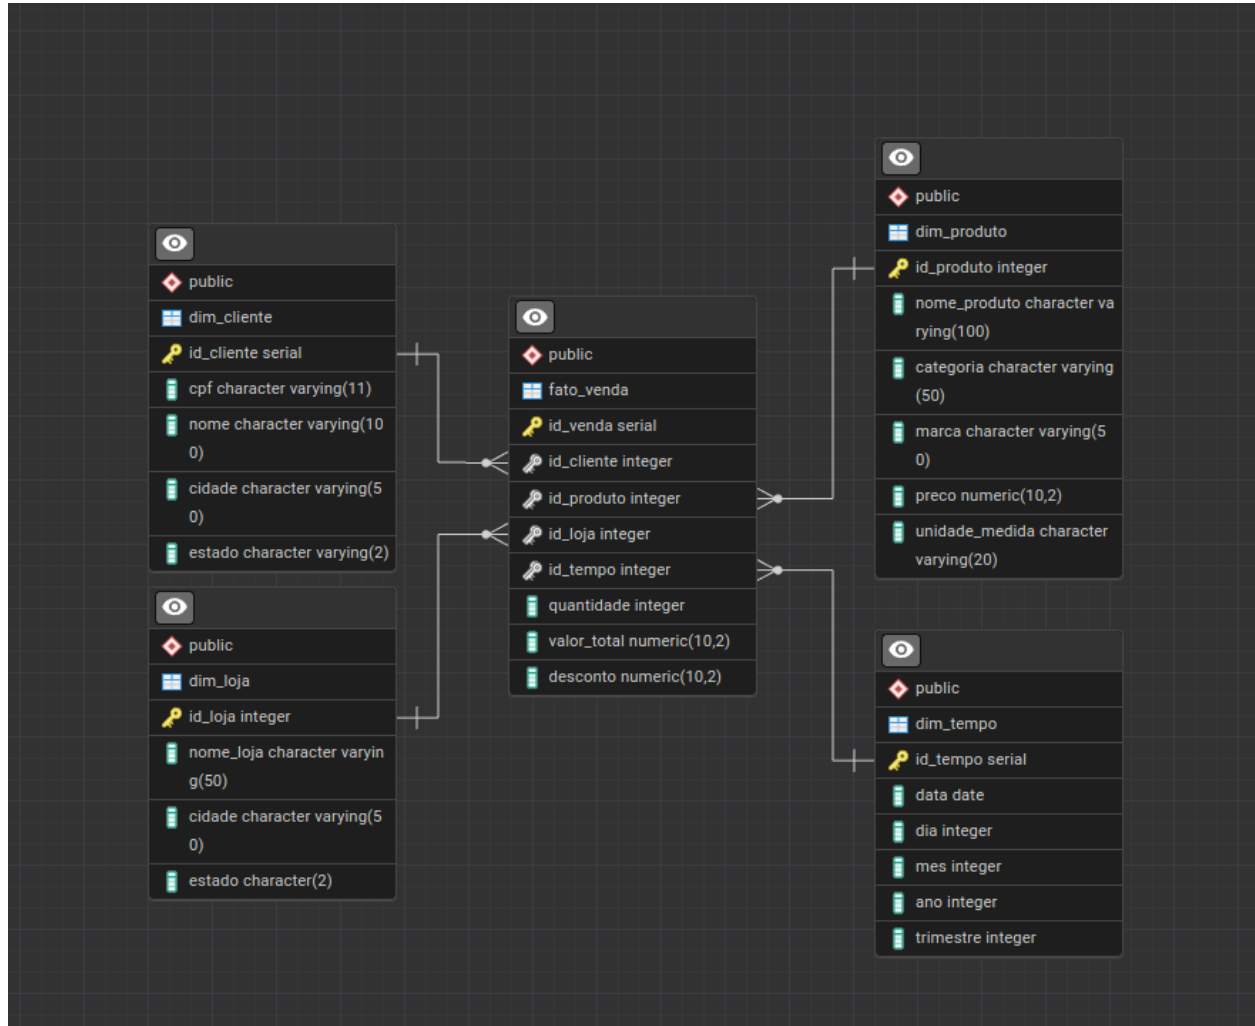 public
dim_cliente
id_cliente serial
cpf character varying(11)
nome character varying(10
0)
cidade character varying(5
0)
estado character varying(2)
public
dim_loja
id_loja integer
nome_loja character varyin
g(50)
cidade character varying(5
0)
estado character(2)
public
fato_venda
id_venda serial
id_cliente integer
id_produto integer
id_loja integer
id_tempo integer
quantidade integer
valor_total numeric(10,2)
desconto numeric(10,2)
public
dim_produto
id_produto integer
nome_produto character va
rying(100)
categoria character varying
(50)
marca character varying(5
0)
preco numeric(10,2)
unidade_medida character
varying(20)
public
dim_tempo
id_tempo serial
data date
dia integer
mes integer
ano integer
trimestre integer